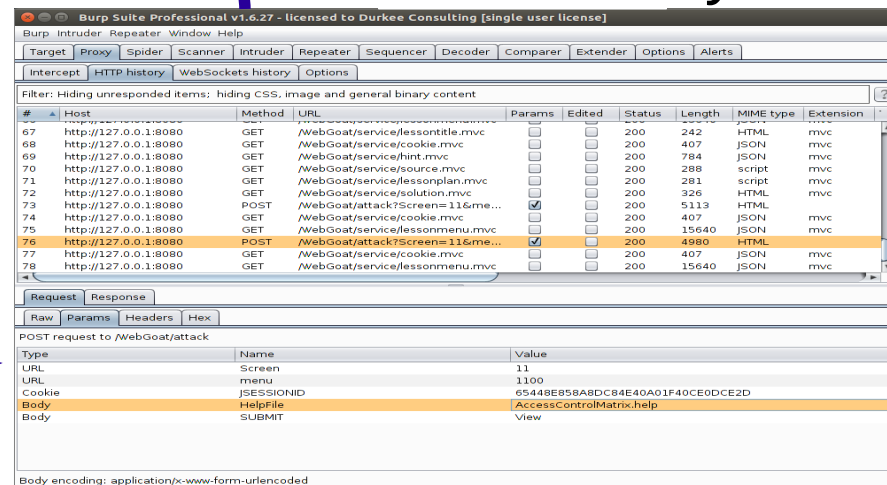 Burp Suite Professional v1.6.27 - licensed to Durkee Consulting [single user license]
Burp Intruder Repeater Window Help
Target Proxy Spider Scanner Intruder Repeater Sequencer Decoder Comparer Extender Options Alerts
Intercept HTTP history WebSockets history Options
Filter: Hiding unresponded items; hiding CSS, image and general binary content ?
# Host Method URL Params Edited Status Length MIME type Extension
67 http://127.0.0.1:8080 GET /WebGoat/service/lessontitle.mvc 200 242 HTML mvc
68 http://127.0.0.1:8080 GET /WebGoat/service/cookie.mvc 200 407 JSON mvc
69 http://127.0.0.1:8080 GET /WebGoat/service/hint.mvc 200 784 JSON mvc
70 http://127.0.0.1:8080 GET /WebGoat/service/source.mvc 200 288 script mvc
71 http://127.0.0.1:8080 GET /WebGoat/service/lessonplan.mvc 200 281 script mvc
72 http://127.0.0.1:8080 GET /WebGoat/service/solution.mvc 200 326 HTML mvc
73 http://127.0.0.1:8080 POST /WebGoat/attack?Screen=11&me... 200 5113 HTML
74 http://127.0.0.1:8080 GET /WebGoat/service/cookie.mvc 200 407 JSON mvc
75 http://127.0.0.1:8080 GET /WebGoat/service/lessonmenu.mvc 200 15640 JSON mvc
76 http://127.0.0.1:8080 POST /WebGoat/attack?Screen=11&me... 200 4980 HTML
77 http://127.0.0.1:8080 GET /WebGoat/service/cookie.mvc 200 407 JSON mvc
78 http://127.0.0.1:8080 GET /WebGoat/service/lessonmenu.mvc 200 15640 JSON mvc
Request Response
Raw Params Headers Hex
POST request to /WebGoat/attack
Type Name Value
URL Screen 11
URL menu 1100
Cookie JSESSIONID 65448E858A8DC84E40A01F40CE0DCE2D
Body HelpFile AccessControlMatrix.help
Body SUBMIT View
Body encoding: application/x-www-form-urlencoded